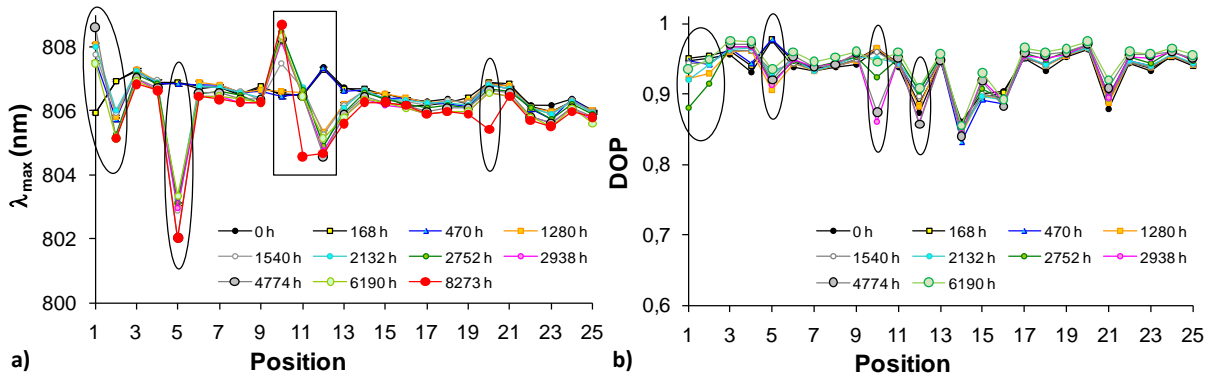 808
806
804
802
800
λmax (nm)
0 h 168 h 470 h 1280 h
1540 h 2132 h 2752 h 2938 h
4774 h 6190 h 8273 h
1 3 5 7 9 11 13 15 17 19 21 23 25
Position
a)
1
0,9
0,8
0,7
0,6
DOP
0 h 168 h 470 h 1280 h
1540 h 2132 h 2752 h 2938 h
4774 h 6190 h
1 3 5 7 9 11 13 15 17 19 21 23 25
Position
b)